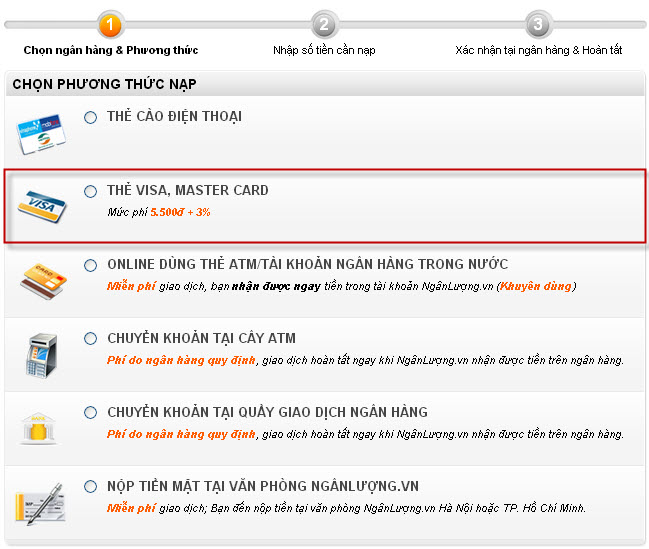 1
2
3
Chọn ngân hàng & Phương thức
Nhập số tiền cần nạp
Xác nhận tại ngân hàng & Hoàn tất
CHỌN PHƯƠNG THỨC NẠP
THẺ CÀO ĐIỆN THOẠI
THẺ VISA, MASTER CARD
VISA
Mức phí 5.500đ + 3%
ONLINE DÙNG THẺ ATM/TÀI KHOẢN NGÂN HÀNG TRONG NƯỚC
Miễn phí giao dịch, bạn nhận được ngay tiền trong tài khoản NgânLượng.vn (Khuyên dùng)
CHUYỂN KHOẢN TẠI CÂY ATM
Phí do ngân hàng quy định, giao dịch hoàn tất ngay khi NgânLượng.vn nhận được tiền trên ngân hàng.
CHUYỂN KHOẢN TẠI QUẦY GIAO DỊCH NGÂN HÀNG
Phí do ngân hàng quy định, giao dịch hoàn tất ngay khi NgânLượng.vn nhận được tiền trên ngân hàng.
NỘP TIỀN MẶT TẠI VĂN PHÒNG NGÂNLƯỢNG.VN
Miễn phí giao dịch; Bạn đến nộp tiền tại văn phòng NgânLượng.vn Hà Nội hoặc TP. Hồ Chí Minh.